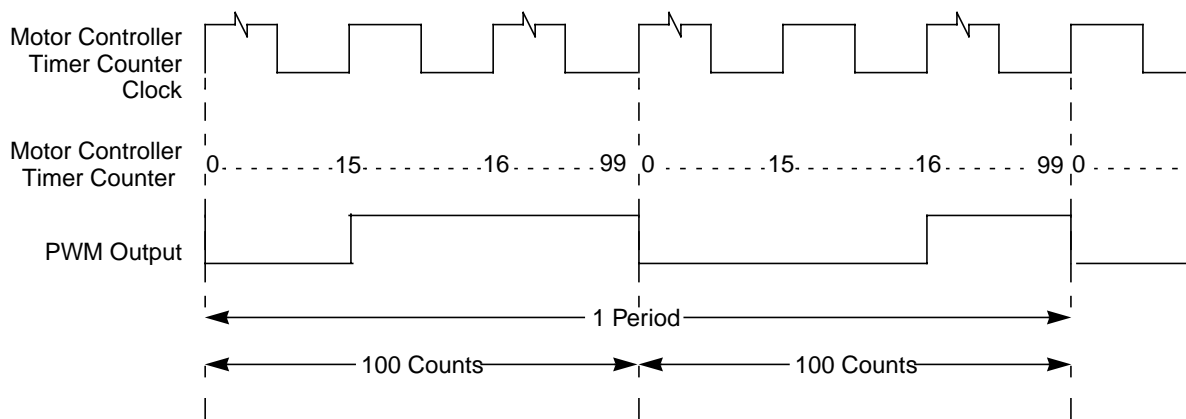 Motor Controller
Timer Counter
Clock
Motor Controller
Timer Counter
0 15 16 99 0 15 16 99 0
PWM Output
1 Period
100 Counts 100 Counts